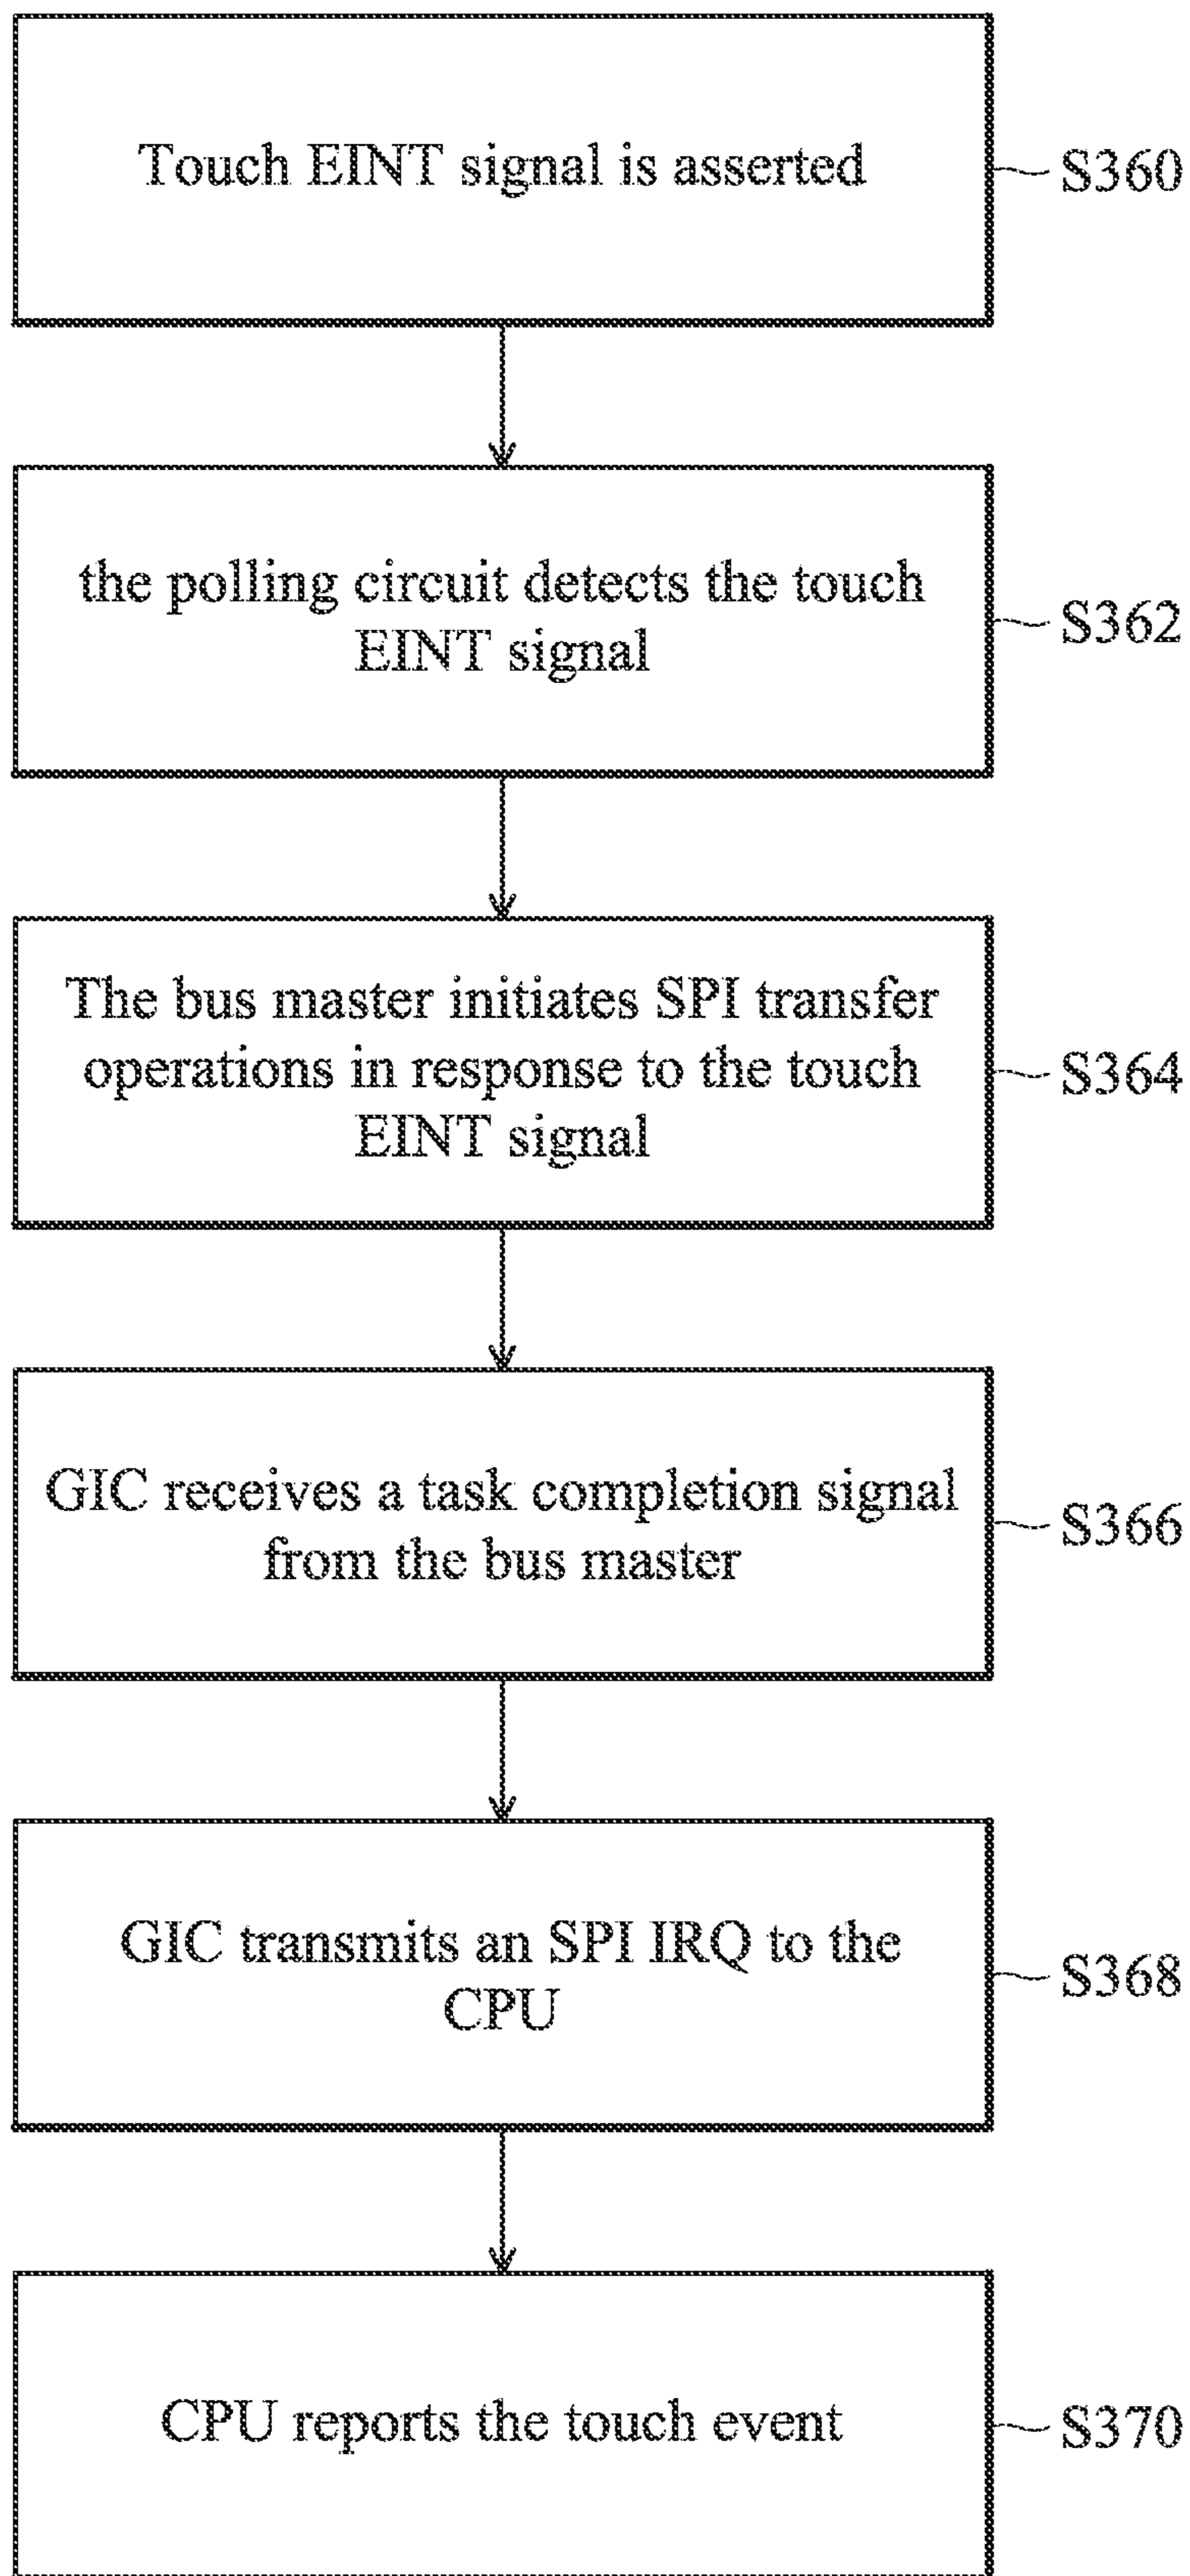 Touch EINT signal is asserted
S360
the polling circuit detects the touch
EINT signal
S362
The bus master initiates SPI transfer
operations in response to the touch
EINT signal
S364
GIC receives a task completion signal
from the bus master
S366
GIC transmits an SPI IRQ to the
CPU
S368
CPU reports the touch event
S370